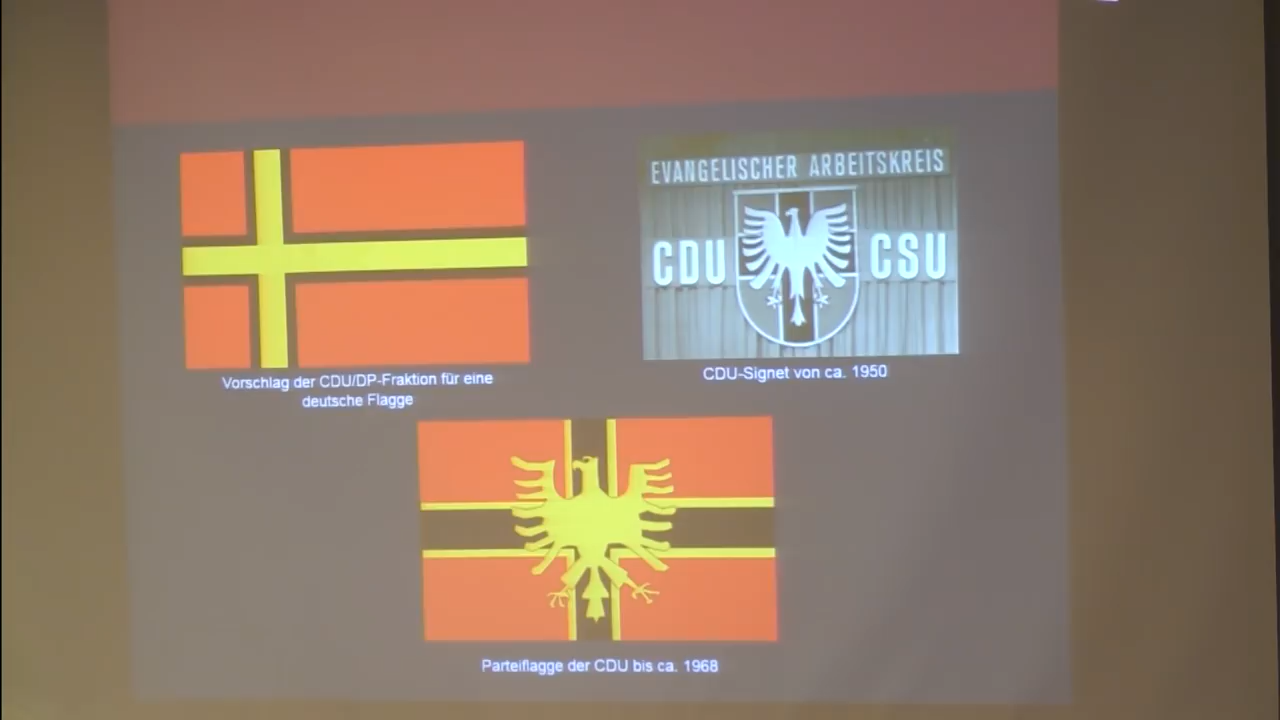 EVANGELISCHER ARBEITSKREIS
CDU CSU
Vorschlag der CDU/DP-Fraktion für eine
deutsche Flagge
CDU-Signet von ca. 1950
Parteiflagge der CDU bis ca. 1968